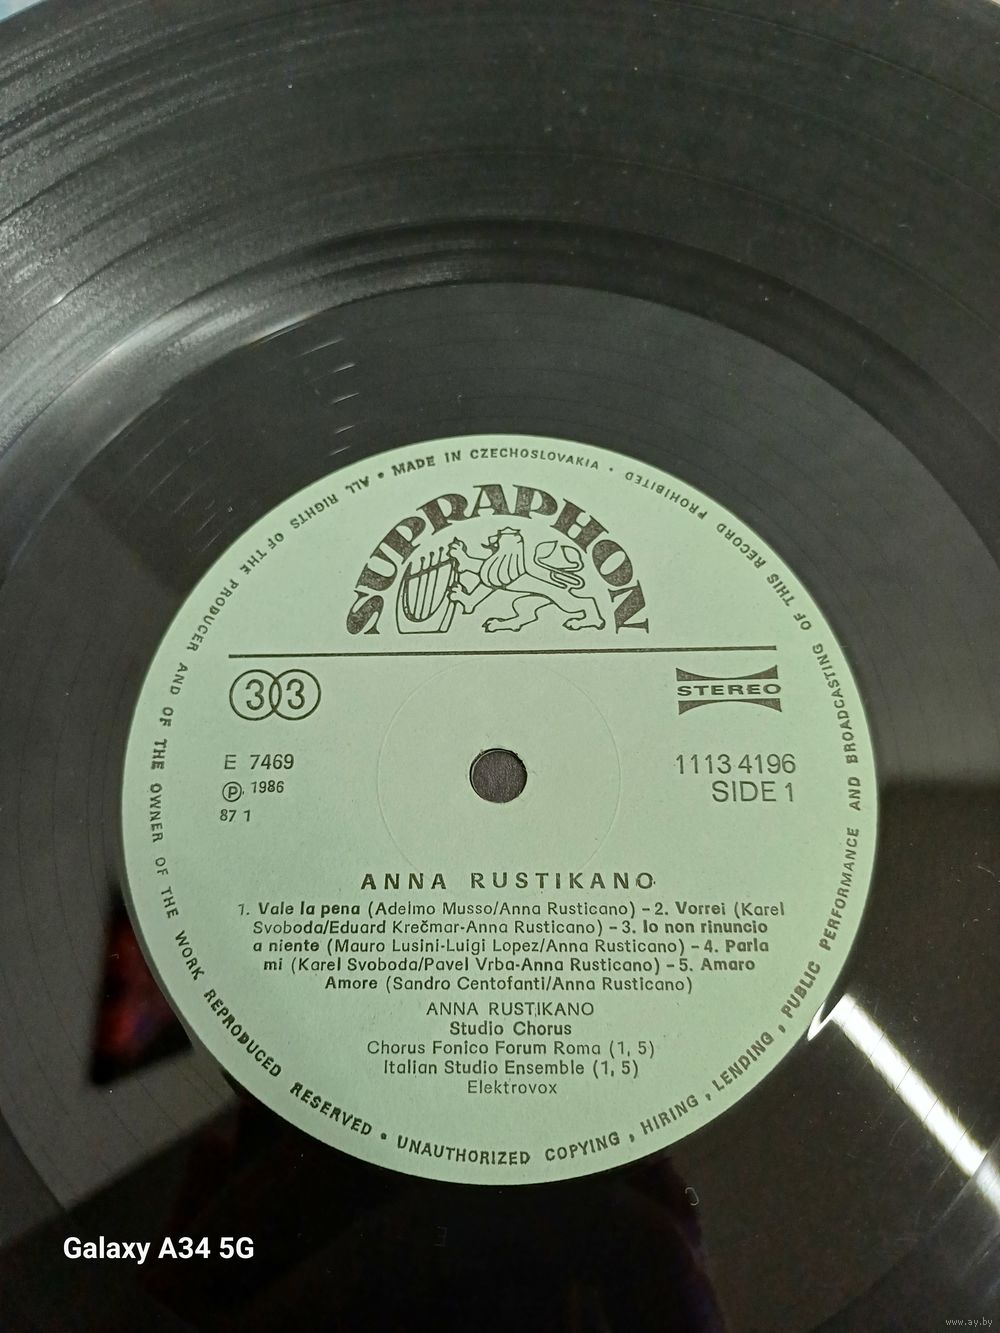 MADE IN CZECHOSLOVAKIA • ALL RIGHTS OF THE PRODUCER AND OF THE OWNER OF THE WORK REPRODUCED RESERVED • UNAUTHORIZED COPYING, HIRING, LENDING, PUBLIC PERFORMANCE AND BROADCASTING OF THIS RECORD PROHIBITED •
SUPRAPHON
33
STEREO
E 7469
Ⓟ 1986
87 1
1113 4196
SIDE 1
ANNA RUSTIKANO
1. Vale la pena (Adelmo Musso/Anna Rusticano) – 2. Vorrei (Karel
Svoboda/Eduard Krečmar-Anna Rusticano) – 3. Io non rinuncio
a niente (Mauro Lusini-Luigi Lopez/Anna Rusticano) – 4. Parla
mi (Karel Svoboda/Pavel Vrba-Anna Rusticano) – 5. Amaro
Amore (Sandro Centofanti/Anna Rusticano)
ANNA RUSTIKANO
Studio Chorus
Chorus Fonico Forum Roma (1, 5)
Italian Studio Ensemble (1, 5)
Elektrovox
Galaxy A34 5G
www.ay.by